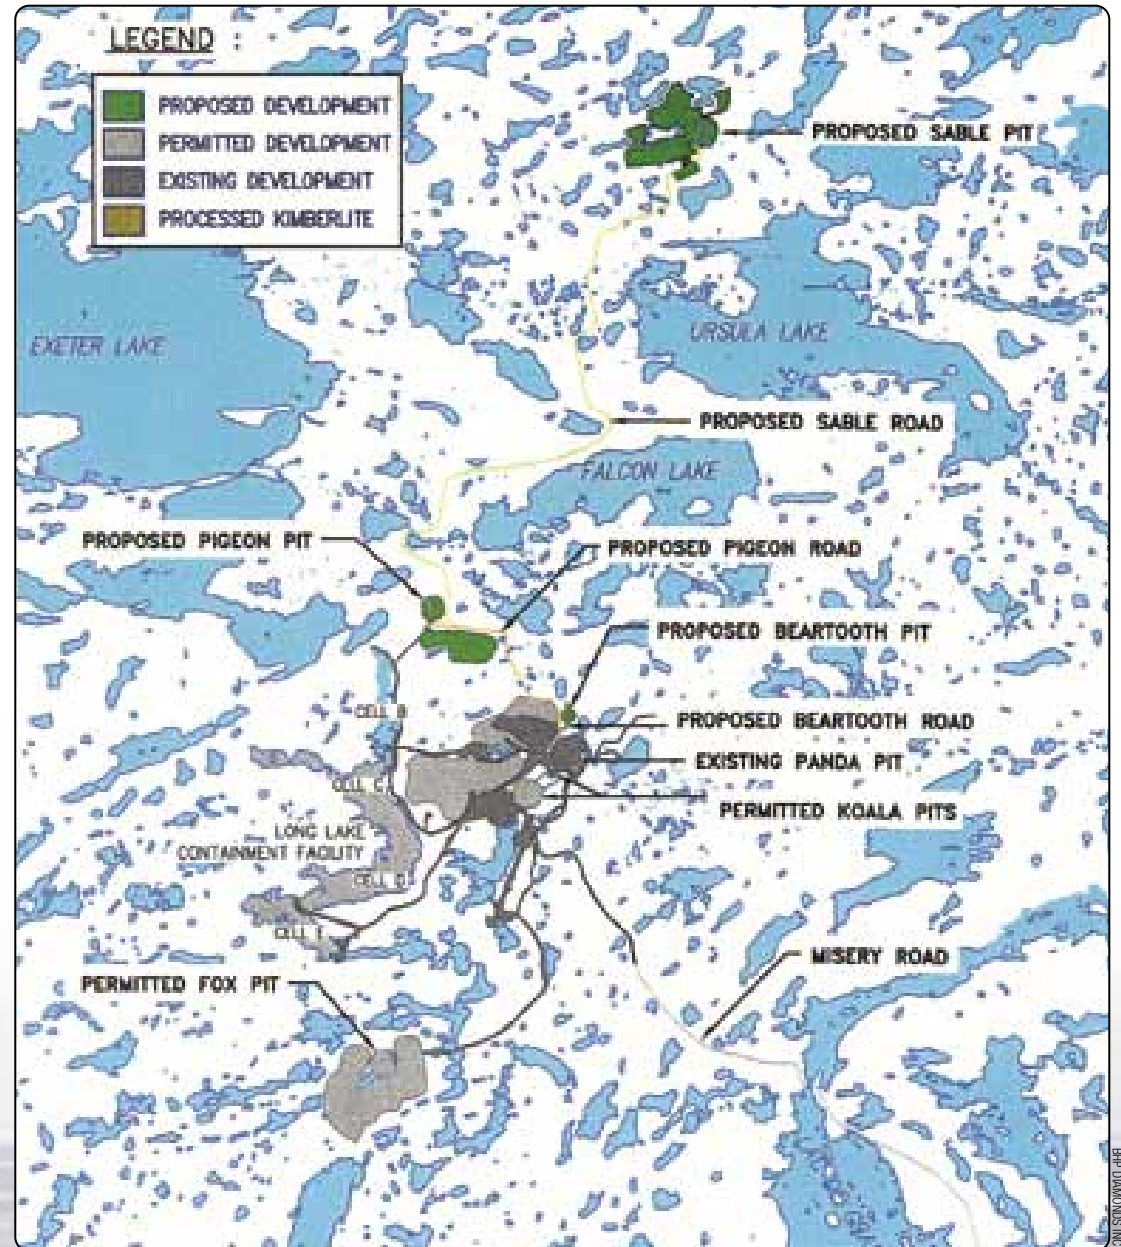 LEGEND
PROPOSED DEVELOPMENT
PERMITTED DEVELOPMENT
EXISTING DEVELOPMENT
PROCESSED KIMBERLITE
PROPOSED SABLE PIT
EXETER LAKE
URSULA LAKE
PROPOSED SABLE ROAD
FALCON LAKE
PROPOSED PIGEON PIT
PROPOSED PIGEON ROAD
PROPOSED BEARTOOTH PIT
CELL B
PROPOSED BEARTOOTH ROAD
EXISTING PANDA PIT
CELL C
PERMITTED KOALA PITS
LONG LAKE
CONTAINMENT FACILITY
CELL D
CELL E
MISERY ROAD
PERMITTED FOX PIT
BHP DIAMONDS INC